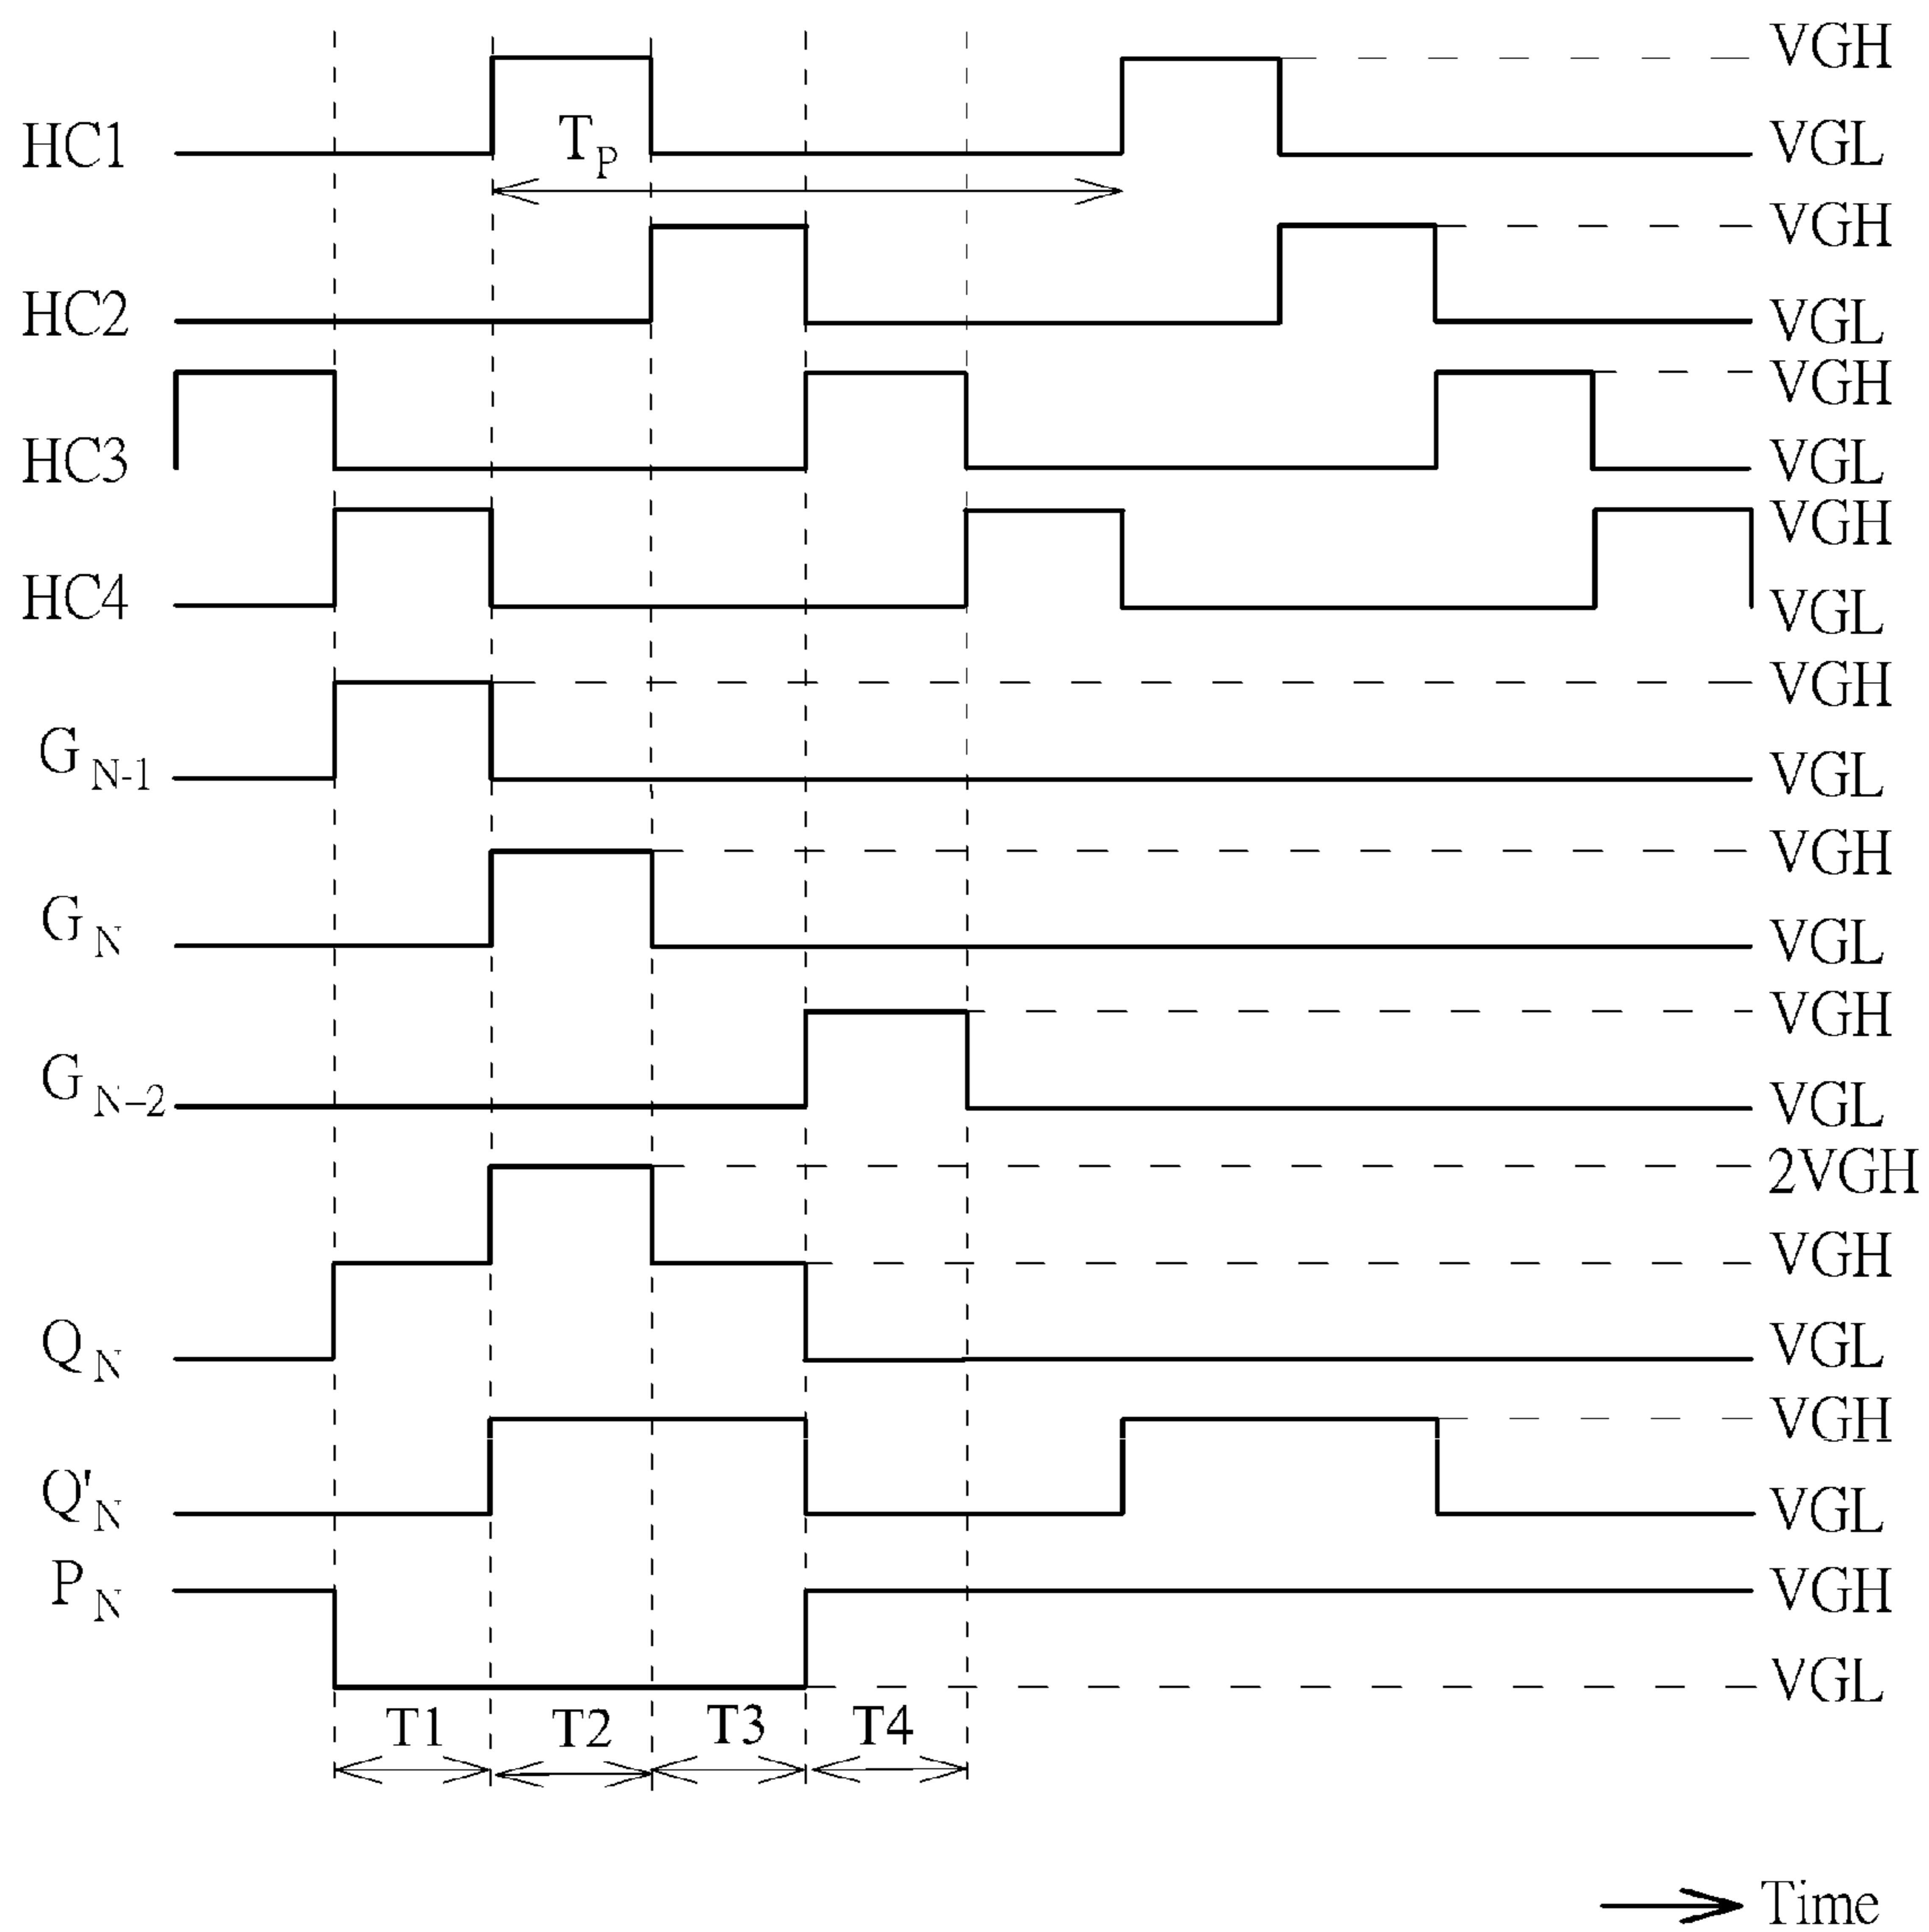 VGH
HC1 T_P VGL
VGH
HC2 VGL
VGH
HC3 VGL
VGH
HC4 VGL
VGH
G_N-1 VGL
VGH
G_N VGL
VGH
G_N-2 VGL
2VGH
VGH
Q_N VGL
VGH
Q'_N VGL
P_N VGH
VGL
T1 T2 T3 T4
Time